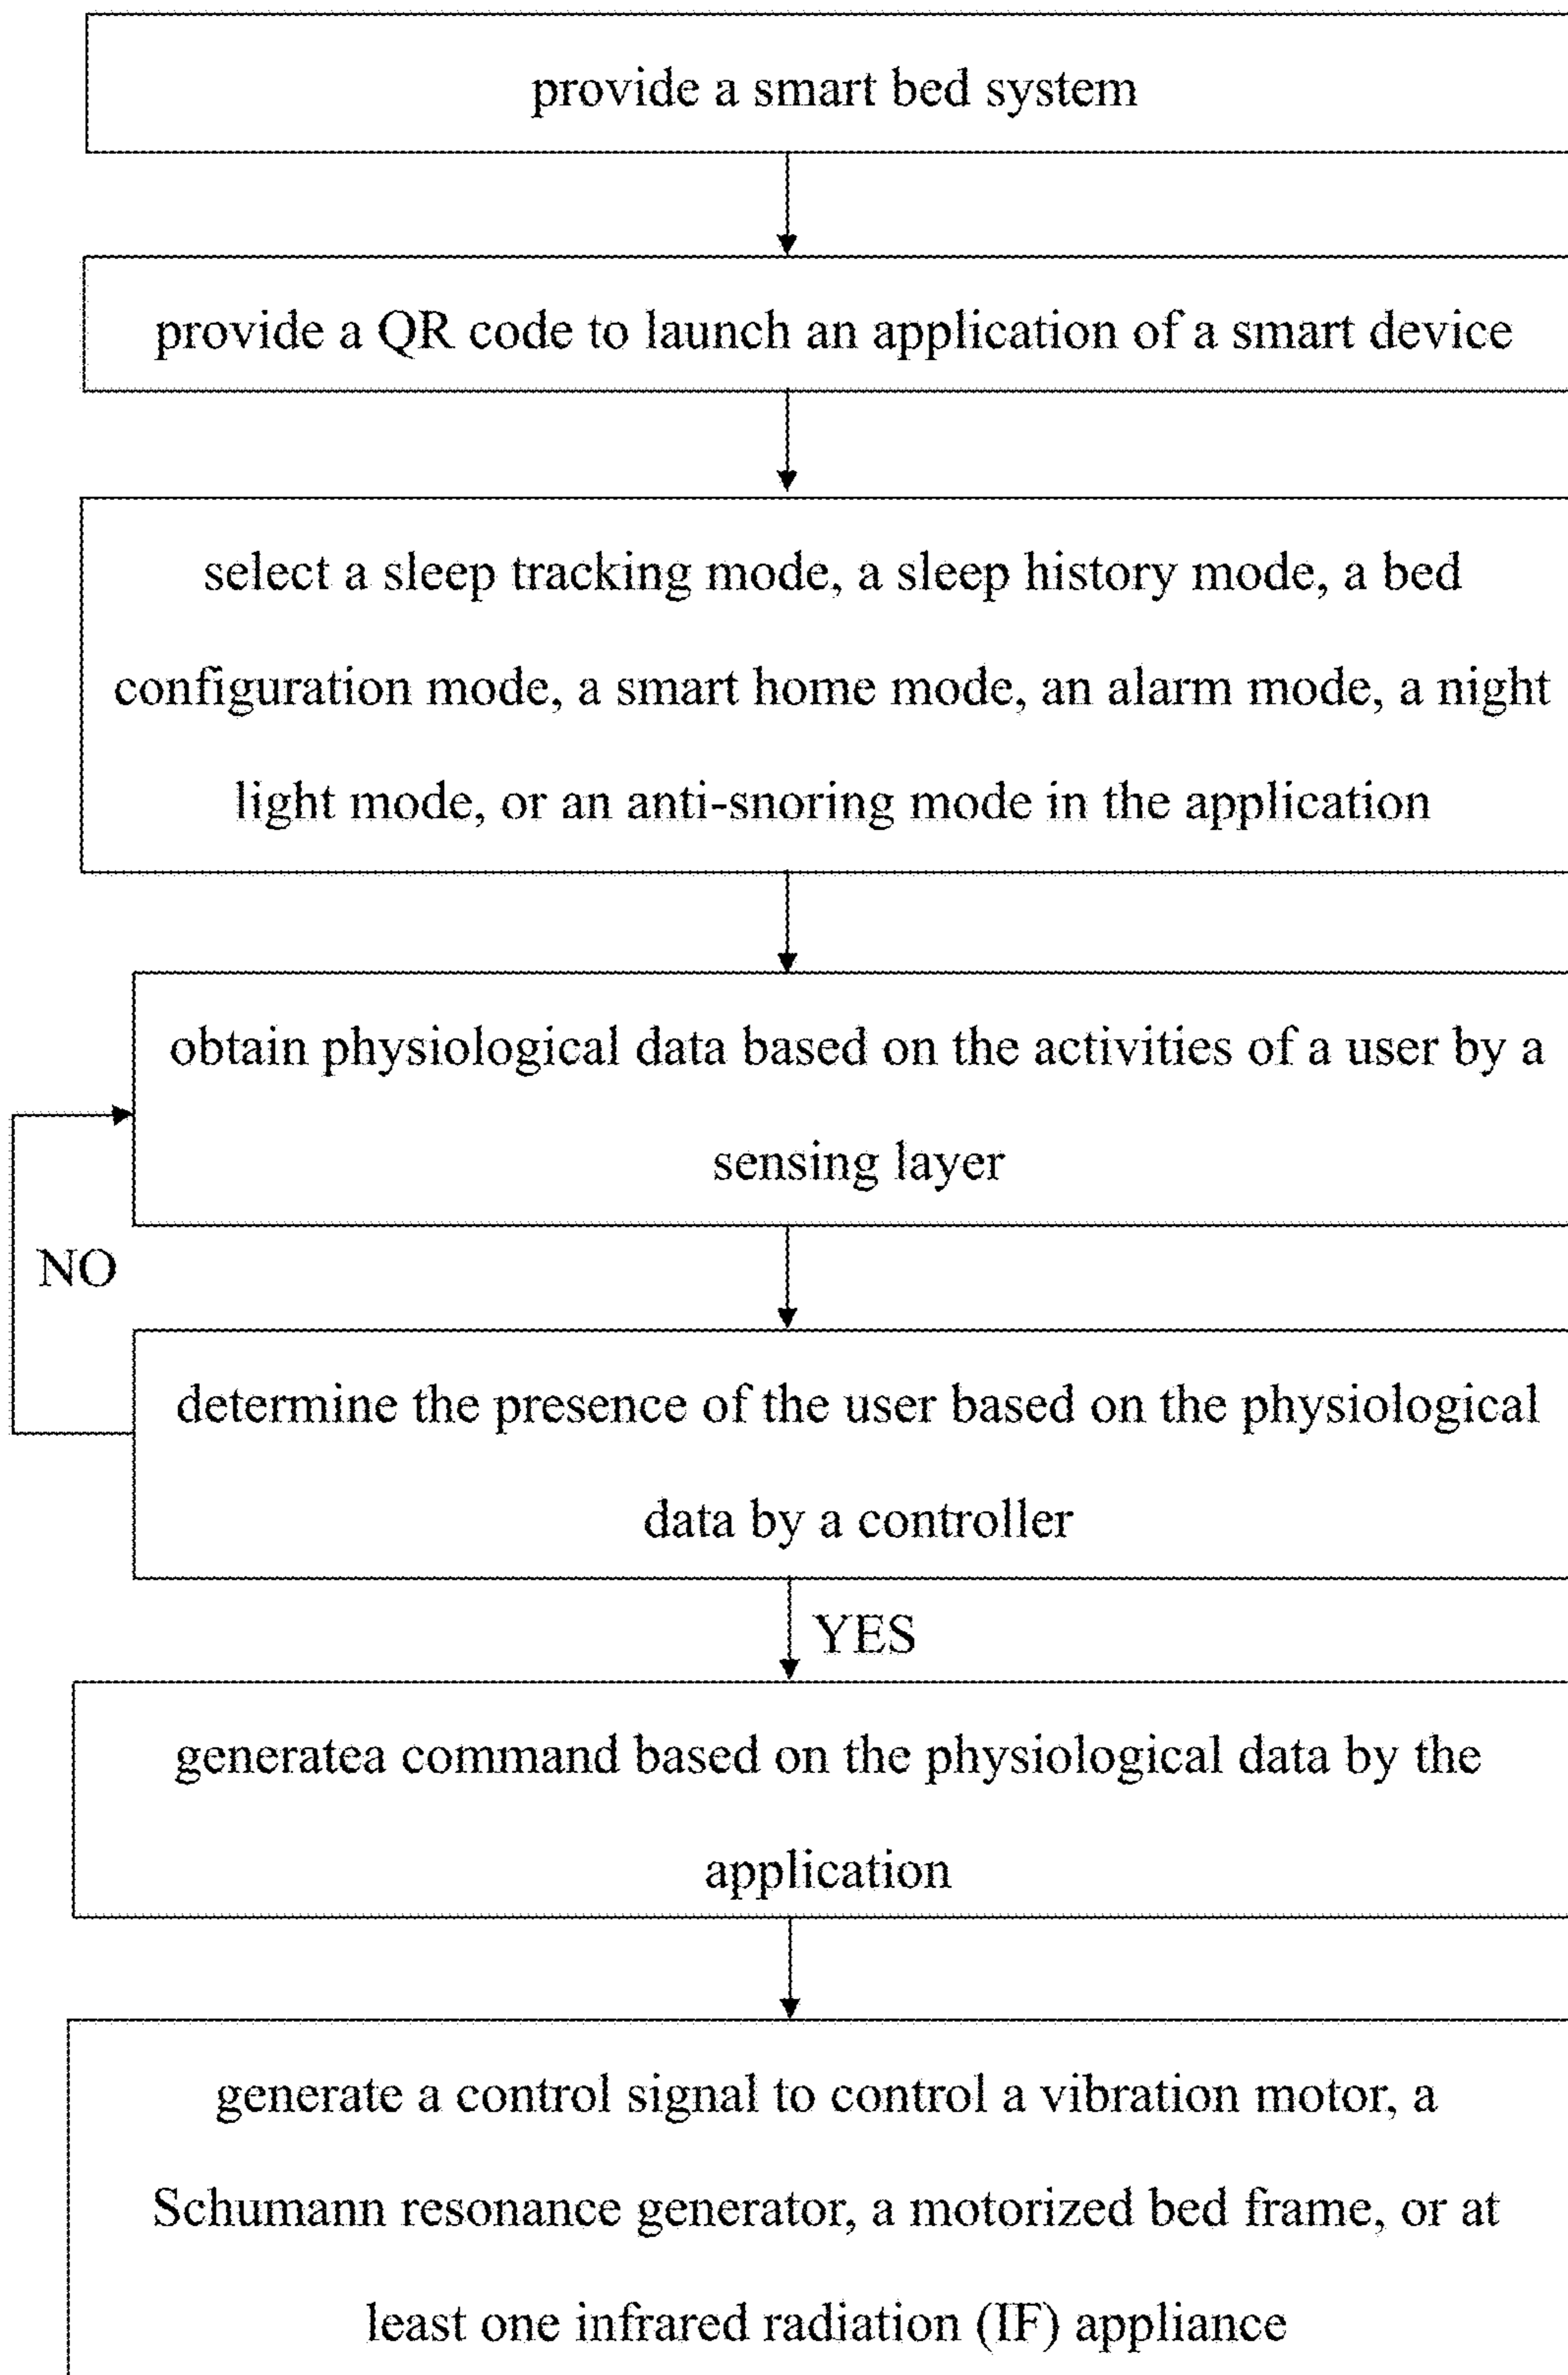 provide a smart bed system
provide a QR code to launch an application of a smart device
select a sleep tracking mode, a sleep history mode, a bed
configuration mode, a smart home mode, an alarm mode, a night
light mode, or an anti-snoring mode in the application
obtain physiological data based on the activities of a user by a
sensing layer
NO
determine the presence of the user based on the physiological
data by a controller
YES
generatea command based on the physiological data by the
application
generate a control signal to control a vibration motor, a
Schumann resonance generator, a motorized bed frame, or at
least one infrared radiation (IF) appliance